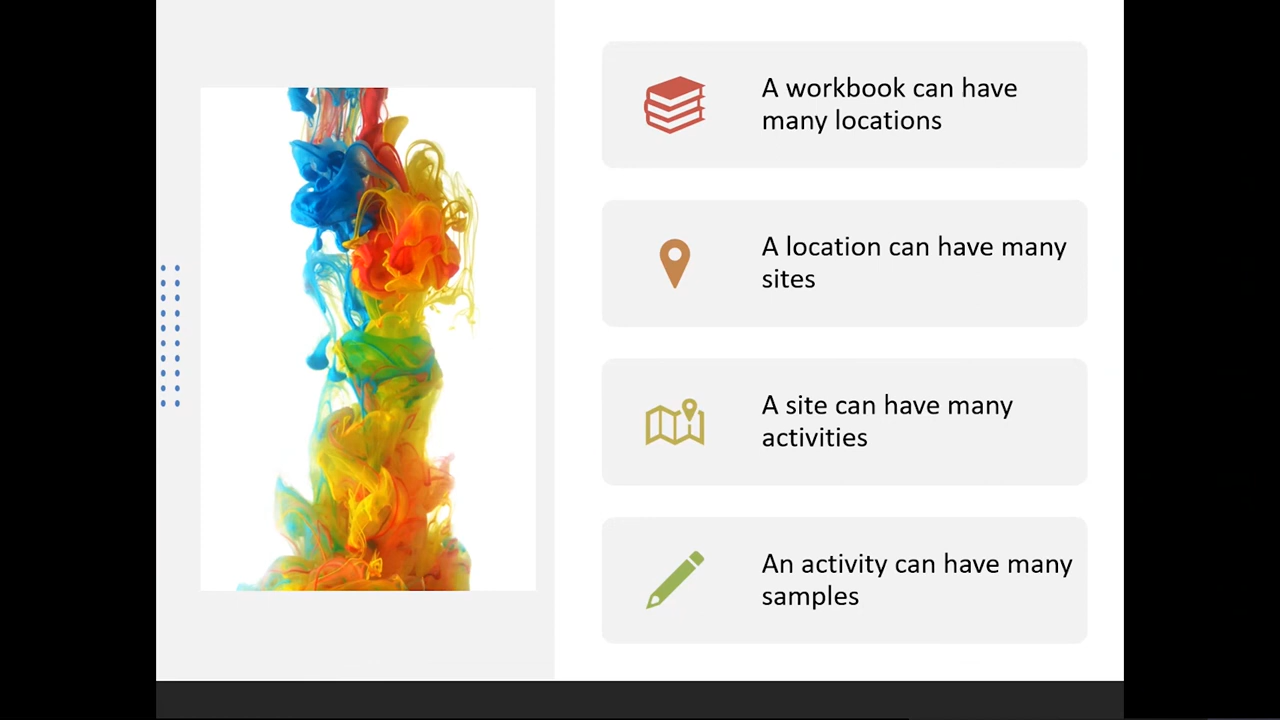 A workbook can have
many locations
A location can have many
sites
A site can have many
activities
An activity can have many
samples